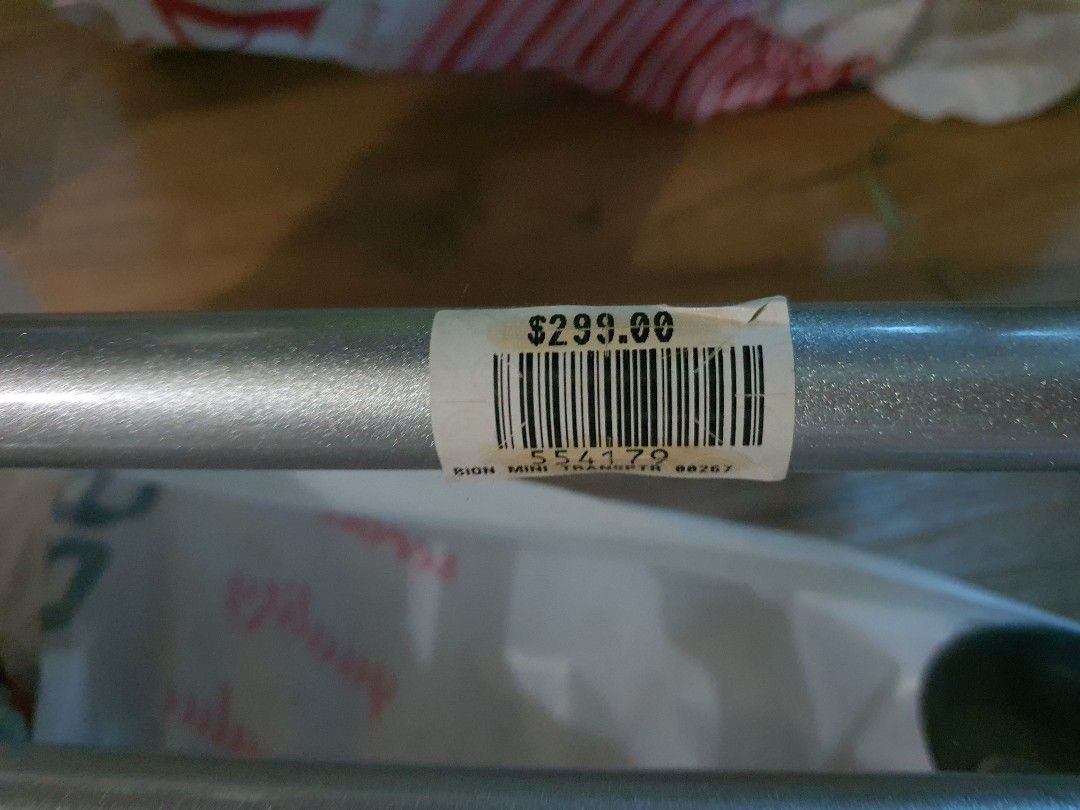 $299.00
554179
BION MINI TRANSPTR 00267